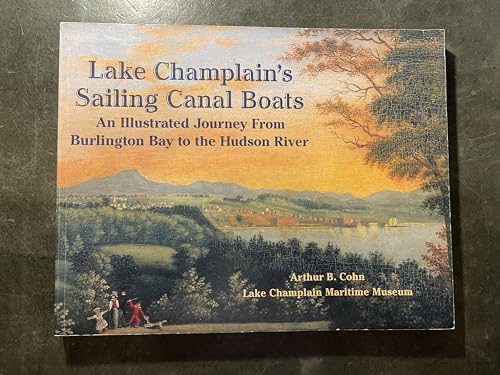 Lake Champlain's
Sailing Canal Boats
An Illustrated Journey From
Burlington Bay to the Hudson River
Arthur B. Cohn
Lake Champlain Maritime Museum